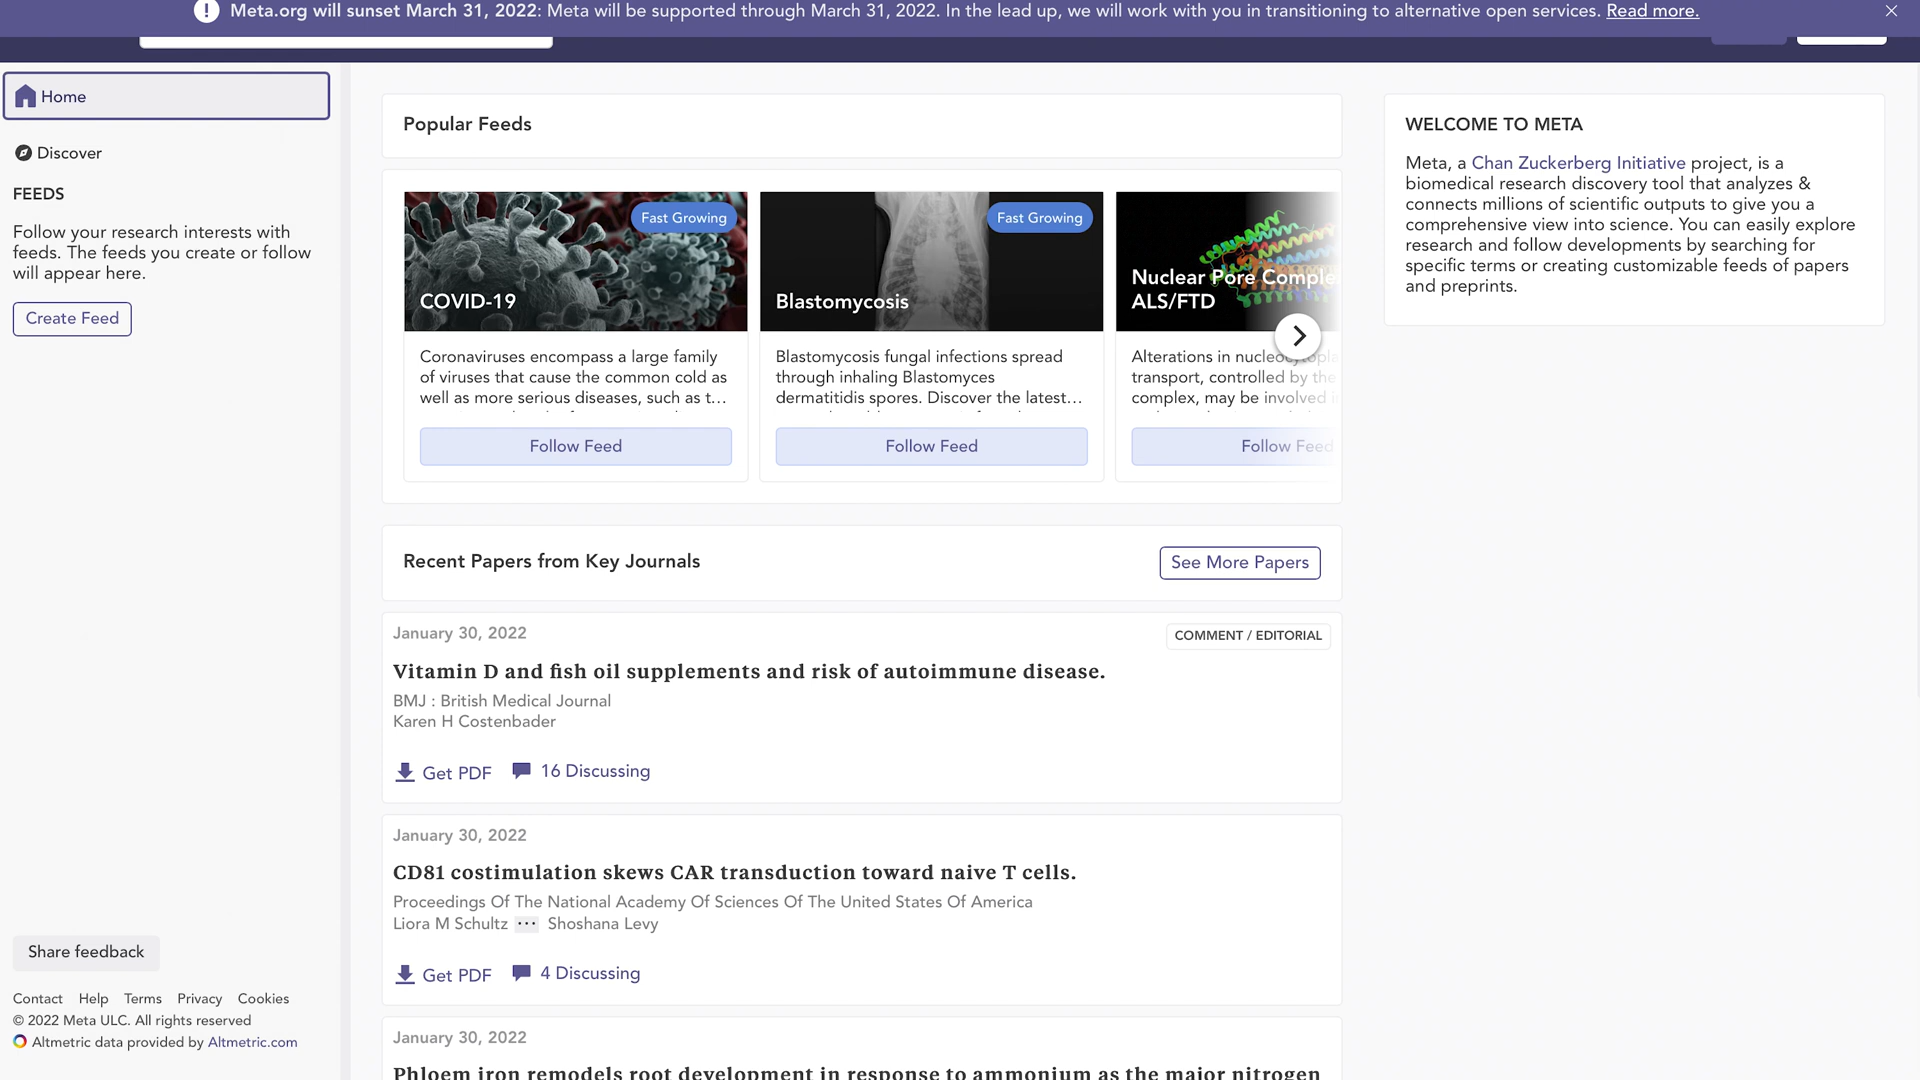 Meta.org will sunset March 31, 2022: Meta will be supported through March 31, 2022. In the lead up, we will work with you in transitioning to alternative open services. Read more.
Home
Discover
FEEDS
Follow your research interests with
feeds. The feeds you create or follow
will appear here.
Create Feed
Share feedback
Contact Help Terms Privacy Cookies
© 2022 Meta ULC. All rights reserved
Altmetric data provided by Altmetric.com
Popular Feeds
Fast Growing
COVID-19
Coronaviruses encompass a large family
of viruses that cause the common cold as
well as more serious diseases, such as t...
Follow Feed
Fast Growing
Blastomycosis
Blastomycosis fungal infections spread
through inhaling Blastomyces
dermatitidis spores. Discover the latest...
Follow Feed
Nuclear Pore Comple
ALS/FTD
Alterations in nucleocytopla
transport, controlled by the
complex, may be involved i
Follow Feed
Recent Papers from Key Journals
See More Papers
January 30, 2022
COMMENT / EDITORIAL
Vitamin D and fish oil supplements and risk of autoimmune disease.
BMJ : British Medical Journal
Karen H Costenbader
Get PDF 16 Discussing
January 30, 2022
CD81 costimulation skews CAR transduction toward naive T cells.
Proceedings Of The National Academy Of Sciences Of The United States Of America
Liora M Schultz ... Shoshana Levy
Get PDF 4 Discussing
January 30, 2022
Phloem iron remodels root development in response to ammonium as the major nitrogen
WELCOME TO META
Meta, a Chan Zuckerberg Initiative project, is a
biomedical research discovery tool that analyzes &
connects millions of scientific outputs to give you a
comprehensive view into science. You can easily explore
research and follow developments by searching for
specific terms or creating customizable feeds of papers
and preprints.